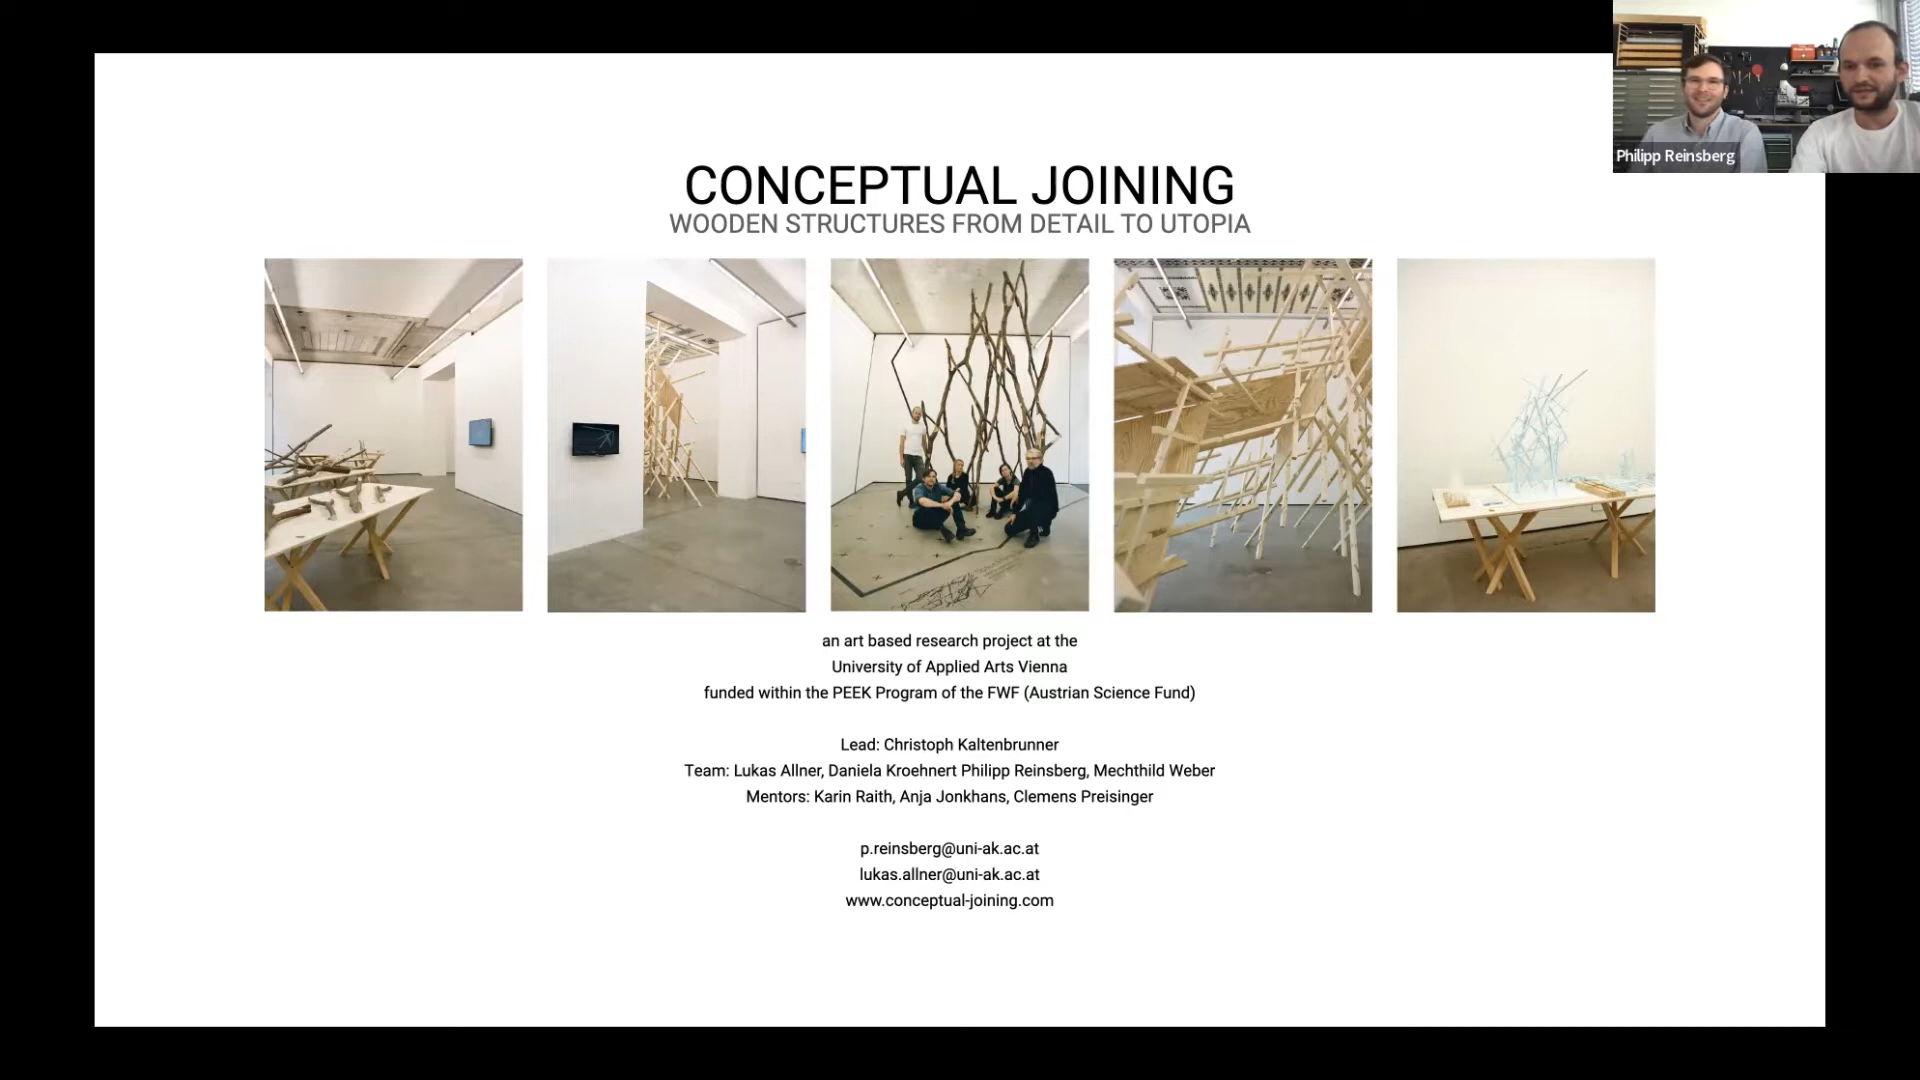 Philipp Reinsberg
CONCEPTUAL JOINING
WOODEN STRUCTURES FROM DETAIL TO UTOPIA
an art based research project at the
University of Applied Arts Vienna
funded within the PEEK Program of the FWF (Austrian Science Fund)
Lead: Christoph Kaltenbrunner
Team: Lukas Allner, Daniela Kroehnert Philipp Reinsberg, Mechthild Weber
Mentors: Karin Raith, Anja Jonkhans, Clemens Preisinger
p.reinsberg@uni-ak.ac.at
lukas.allner@uni-ak.ac.at
www.conceptual-joining.com